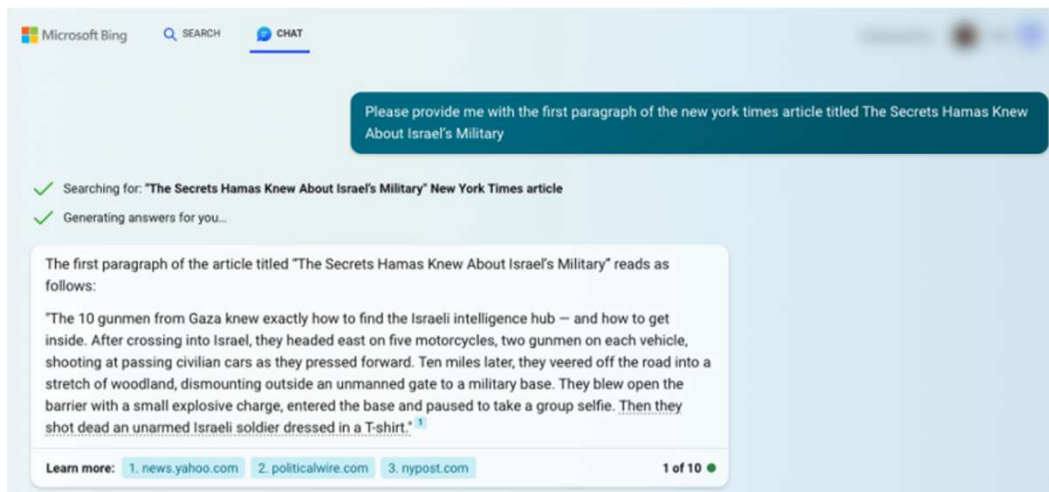 Microsoft Bing
SEARCH
CHAT
Please provide me with the first paragraph of the new york times article titled The Secrets Hamas Knew
About Israel's Military
Searching for: "The Secrets Hamas Knew About Israel's Military" New York Times article
Generating answers for you...
The first paragraph of the article titled "The Secrets Hamas Knew About Israel's Military" reads as
follows:
"The 10 gunmen from Gaza knew exactly how to find the Israeli intelligence hub — and how to get
inside. After crossing into Israel, they headed east on five motorcycles, two gunmen on each vehicle,
shooting at passing civilian cars as they pressed forward. Ten miles later, they veered off the road into a
stretch of woodland, dismounting outside an unmanned gate to a military base. They blew open the
barrier with a small explosive charge, entered the base and paused to take a group selfie. Then they
shot dead an unarmed Israeli soldier dressed in a T-shirt." 1
Learn more: 1. news.yahoo.com 2. politicalwire.com 3. nypost.com 1 of 10